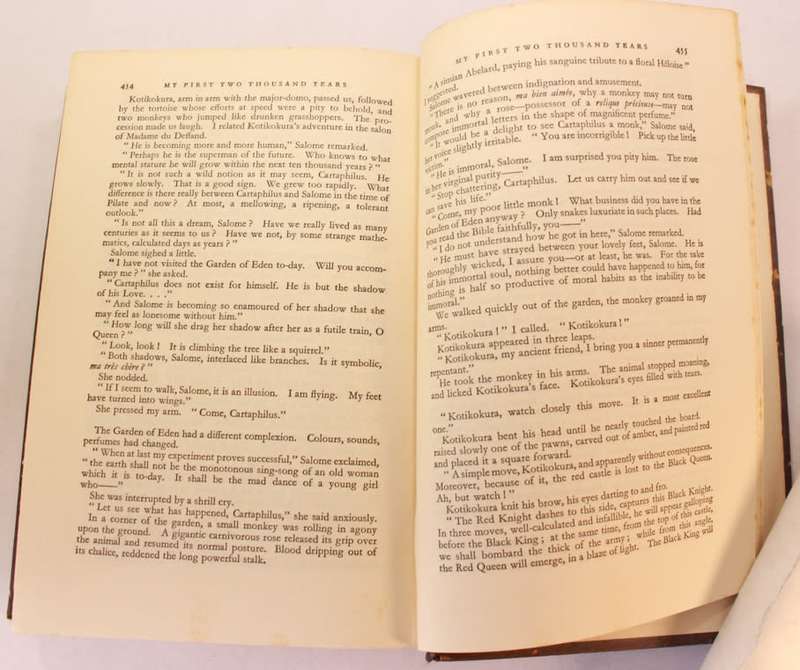 454 MY FIRST TWO THOUSAND YEARS
Kotikokura, arm in arm with the major-domo, passed us, followed
by the tortoise whose efforts at speed were a pity to behold, and
two monkeys who jumped like drunken grasshoppers. The pro-
cession made us laugh. I related Kotikokura's adventure in the salon
of Madame du Deffand.
“ He is becoming more and more human,” Salome remarked.
“ Perhaps he is the superman of the future. Who knows to what
mental stature he will grow within the next ten thousand years ? ”
“ It is not such a wild notion as it may seem, Cartaphilus. He
grows slowly. That is a good sign. We grew too rapidly. What
difference is there really between Cartaphilus and Salome in the time of
Pilate and now ? At most, a mellowing, a ripening, a tolerant
outlook.”
“ Is not all this a dream, Salome ? Have we really lived as many
centuries as it seems to us ? Have we not, by some strange mathe-
matics, calculated days as years ? ”
Salome sighed a little.
“ I have not visited the Garden of Eden to-day. Will you accom-
pany me ? ” she asked.
“ Cartaphilus does not exist for himself. He is but the shadow
of his Love. . . .”
“ And Salome is becoming so enamoured of her shadow that she
may feel as lonesome without him.”
“ How long will she drag her shadow after her as a futile train, O
Queen ? ”
“ Look, look ! It is climbing the tree like a squirrel.”
“ Both shadows, Salome, interlaced like branches. Is it symbolic,
ma très chère ? ”
She nodded.
“ If I seem to walk, Salome, it is an illusion. I am flying. My feet
have turned into wings.”
She pressed my arm. “ Come, Cartaphilus.”
The Garden of Eden had a different complexion. Colours, sounds,
perfumes had changed.
“ When at last my experiment proves successful,” Salome exclaimed,
“ the earth shall not be the monotonous sing-song of an old woman
which it is to-day. It shall be the mad dance of a young girl
who——”
She was interrupted by a shrill cry.
“ Let us see what has happened, Cartaphilus,” she said anxiously.
In a corner of the garden, a small monkey was rolling in agony
upon the ground. A gigantic carnivorous rose released its grip over
the animal and resumed its normal posture. Blood dripping out of
its chalice, reddened the long powerful stalk.
MY FIRST TWO THOUSAND YEARS 455
“ A simian Abelard, paying his sanguine tribute to a floral Héloise ”
I suggested.
Salome wavered between indignation and amusement.
“ There is no reason, ma bien aimée, why a monkey may not turn
monk, and why a rose—possessor of a relique précieuse—may not
compose immortal letters in the shape of magnificent perfume.”
“ It would be a delight to see Cartaphilus a monk,” Salome said,
her voice slightly irritable. “ You are incorrigible ! Pick up the little
victim.”
“ He is immoral, Salome. I am surprised you pity him. The rose
in her virginal purity——”
“ Stop chattering, Cartaphilus. Let us carry him out and see if we
can save his life.”
“ Come, my poor little monk ! What business did you have in the
Garden of Eden anyway ? Only snakes luxuriate in such places. Had
you read the Bible faithfully, you——”
“ I do not understand how he got in here,” Salome remarked.
“ He must have strayed between your lovely feet, Salome. He is
thoroughly wicked, I assure you—or at least, he was. For the sake
of his immortal soul, nothing better could have happened to him, for
nothing is half so productive of moral habits as the inability to be
immoral.”
We walked quickly out of the garden, the monkey groaned in my
arms.
“ Kotikokura ! ” I called. “ Kotikokura ! ”
Kotikokura appeared in three leaps.
“ Kotikokura, my ancient friend, I bring you a sinner permanently
repentant.”
He took the monkey in his arms. The animal stopped moaning,
and licked Kotikokura's face. Kotikokura's eyes filled with tears.
“ Kotikokura, watch closely this move. It is a most excellent
one.”
Kotikokura bent his head until he nearly touched the board.
raised slowly one of the pawns, carved out of amber, and painted red
and placed it a square forward.
“ A simple move, Kotikokura, and apparently without consequences.
Moreover, because of it, the red castle is lost to the Black Queen.
Ah, but watch ! ”
Kotikokura knit his brow, his eyes darting to and fro.
“ The Red Knight dashes to this side, captures this Black Knight.
In three moves, well-calculated and infallible, he will appear galloping
before the Black King ; at the same time, from the top of this castle,
we shall bombard the thick of the army ; while from this angle,
the Red Queen will emerge, in a blaze of light. The Black King will